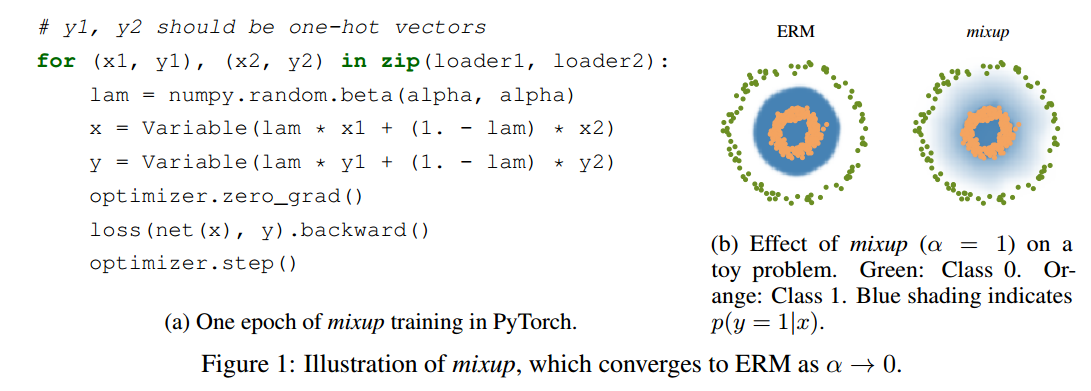 # y1, y2 should be one-hot vectors
for (x1, y1), (x2, y2) in zip(loader1, loader2):
    lam = numpy.random.beta(alpha, alpha)
    x = Variable(lam * x1 + (1. - lam) * x2)
    y = Variable(lam * y1 + (1. - lam) * y2)
    optimizer.zero_grad()
    loss(net(x), y).backward()
    optimizer.step()
(a) One epoch of mixup training in PyTorch.
ERM
mixup
(b) Effect of mixup (α = 1) on a
toy problem. Green: Class 0. Or-
ange: Class 1. Blue shading indicates
p(y = 1|x).
Figure 1: Illustration of mixup, which converges to ERM as α → 0.